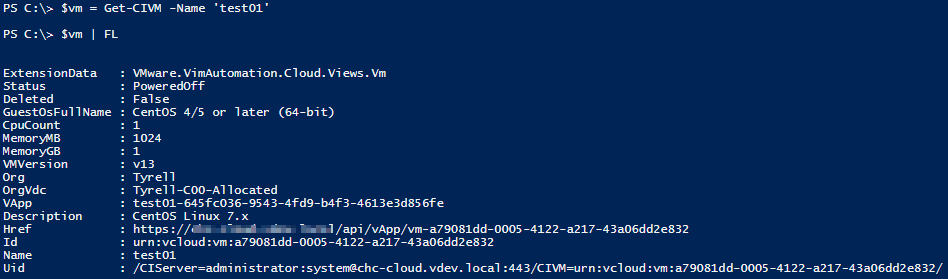 PS C:\> $vm = Get-CIVM -Name 'test01'
PS C:\> $vm | FL
ExtensionData : VMware.VimAutomation.Cloud.Views.Vm
Status : PoweredOff
Deleted : False
GuestOsFullName : CentOS 4/5 or later (64-bit)
CpuCount : 1
MemoryMB : 1024
MemoryGB : 1
VMVersion : v13
Org : Tyrell
OrgVdc : Tyrell-C00-Allocated
VApp : test01-645fc036-9543-4fd9-b4f3-4613e3d856fe
Description : CentOS Linux 7.x
Href : https:// /api/vApp/vm-a79081dd-0005-4122-a217-43a06dd2e832
Id : urn:vcloud:vm:a79081dd-0005-4122-a217-43a06dd2e832
Name : test01
Uid : /CIServer=administrator:system@chc-cloud.vdev.local:443/CIVM=urn:vcloud:vm:a79081dd-0005-4122-a217-43a06dd2e832/